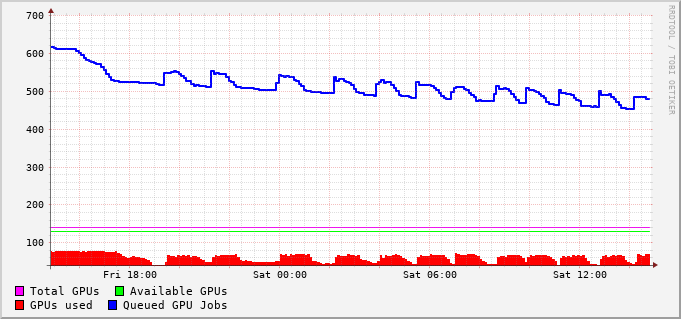 700
600
500
400
300
200
100
Fri 18:00 Sat 00:00 Sat 06:00 Sat 12:00
Total GPUs Available GPUs
GPUs used Queued GPU Jobs
RRDTOOL / TOBI OETIKER